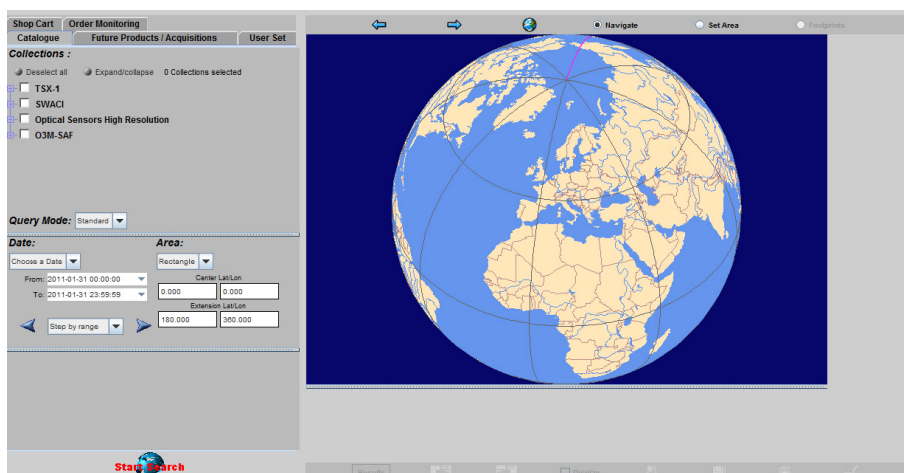 Shop Cart Order Monitoring
Catalogue Future Products / Acquisitions User Set
Navigate Set Area Footprints
Collections :
Deselect all Expand/collapse 0 Collections selected
TSX-1
SWACI
Optical Sensors High Resolution
O3M-SAF
Query Mode: Standard
Date: Area:
Choose a Date Rectangle
From: 2011-01-31 00:00:00 Center Lat/Lon
To: 2011-01-31 23:59:59 0.000 0.000
Extension Lat/Lon
Step by range 180.000 360.000
Start Search
Results